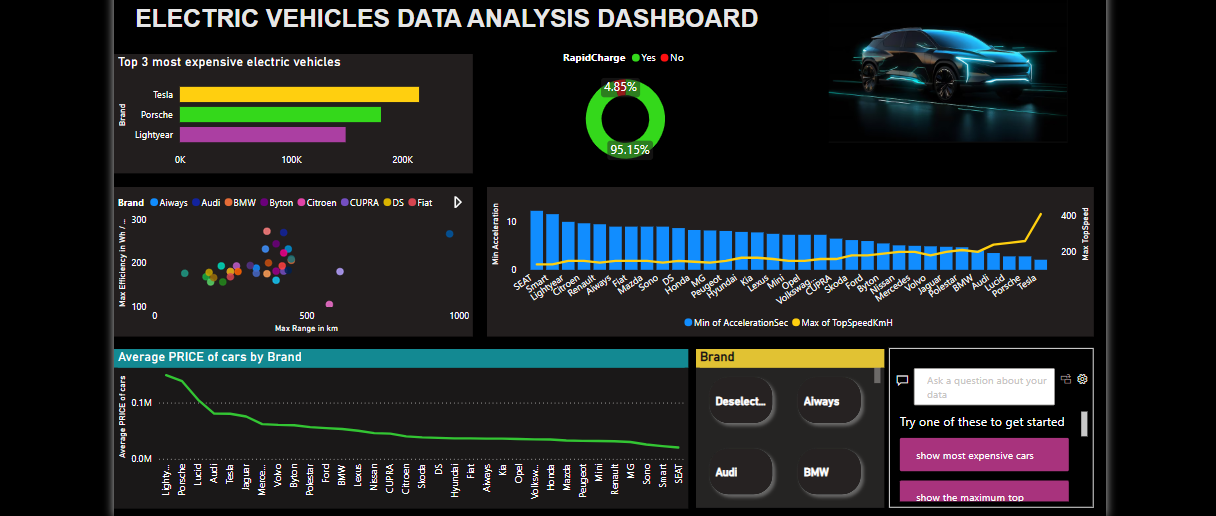 ELECTRIC VEHICLES DATA ANALYSIS DASHBOARD
Top 3 most expensive electric vehicles
Brand
Tesla
Porsche
Lightyear
0K 100K 200K
RapidCharge Yes No
4.85%
95.15%
Brand Aiways Audi BMW Byton Citroen CUPRA DS Fiat
Max Efficiency in Wh /...
300
200
100
0 500 1000
Max Range in km
Min Acceleration
10
0
Max TopSpeed
400
200
SEAT Smart Lightyear Citroen Renault Aiways Fiat Mazda Sono DS Honda MG Peugeot Hyundai Kia Lexus Mini Opel Volkswag... CUPRA Skoda Ford Byton Nissan Mercedes Volvo Jaguar Polestar BMW Audi Lucid Porsche Tesla
Min of AccelerationSec Max of TopSpeedKmH
Average PRICE of cars by Brand
Average PRICE of cars
0.1M
0.0M
Lighty... Porsche Lucid Audi Tesla Jaguar Merce... Volvo Byton Polestar Ford BMW Lexus Nissan CUPRA Citroen Skoda DS Hyundai Fiat Aiways Kia Opel Volksw... Honda Mazda Peugeot Mini Renault MG Sono Smart SEAT
Brand
Deselect... Aiways
Audi BMW
Ask a question about your
data
Try one of these to get started
show most expensive cars
show the maximum top